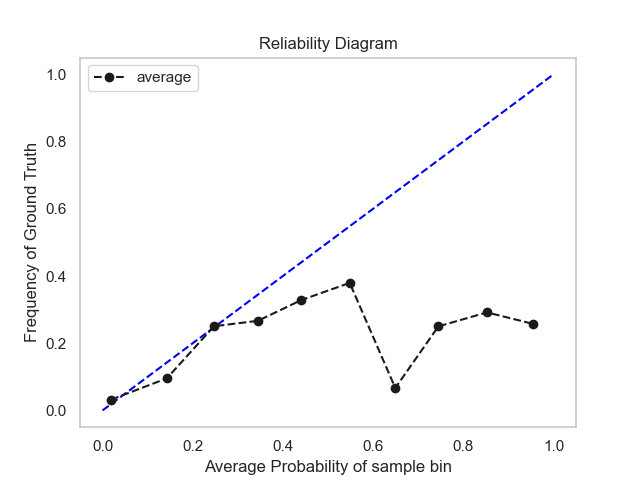 Reliability Diagram
average
1.0
0.8
0.6
0.4
0.2
0.0
Frequency of Ground Truth
0.0 0.2 0.4 0.6 0.8 1.0
Average Probability of sample bin